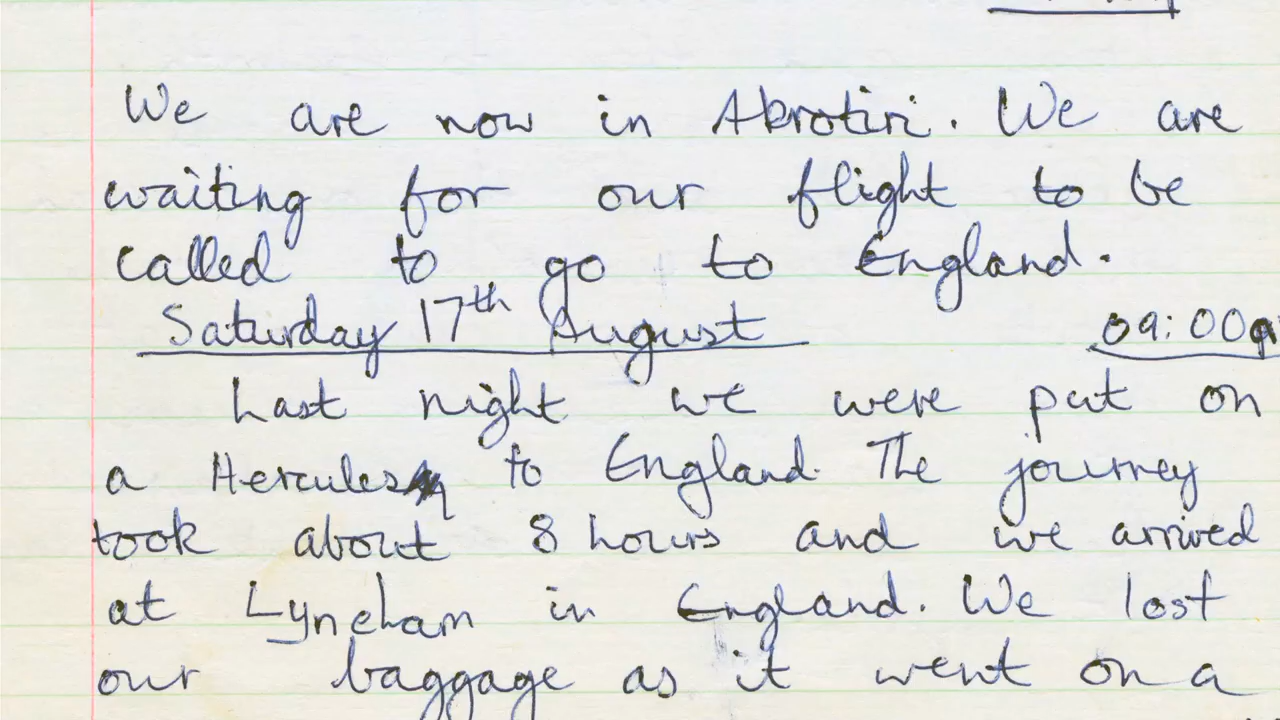 We are now in Akrotiri. We are
waiting for our flight to be
called to go to England.
Saturday 17th August 09:00a
Last night we were put on
a Hercules to England. The journey
took about 8 hours and we arrived
at Lyneham in England. We lost
our baggage as it went on a